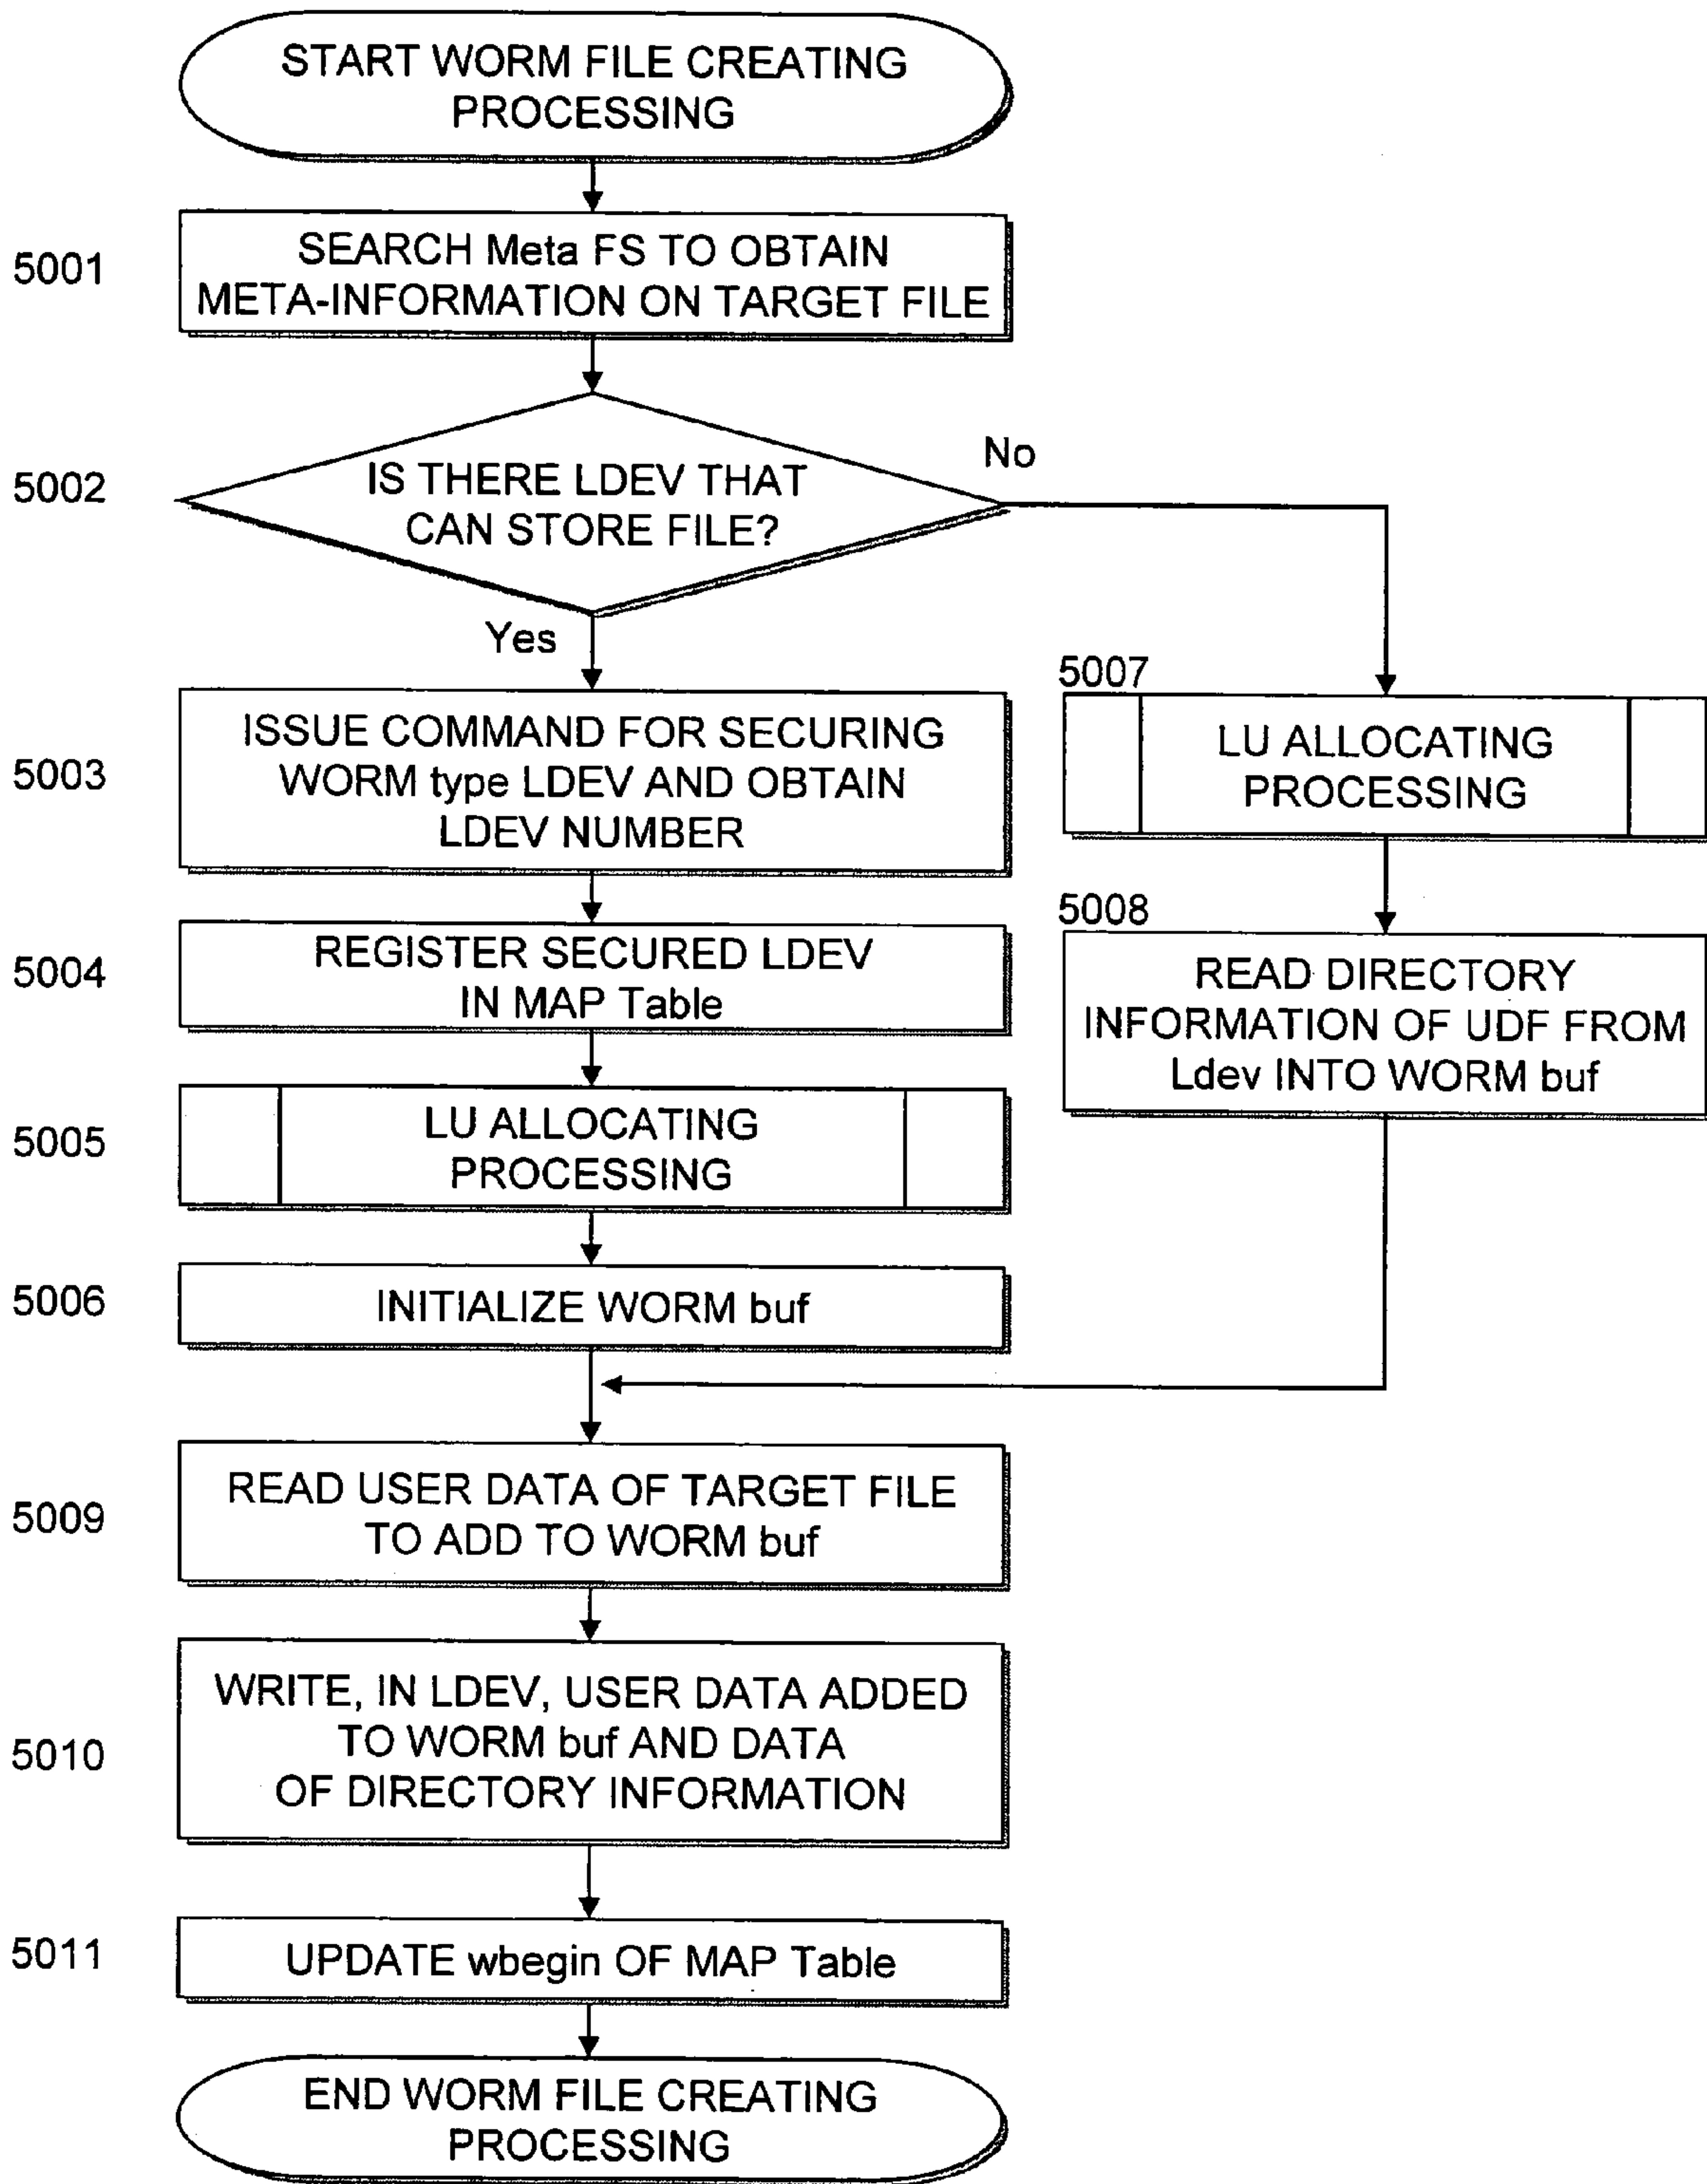 START WORM FILE CREATING
PROCESSING
5001
SEARCH Meta FS TO OBTAIN
META-INFORMATION ON TARGET FILE
5002
IS THERE LDEV THAT
CAN STORE FILE?
No
Yes
5003
ISSUE COMMAND FOR SECURING
WORM type LDEV AND OBTAIN
LDEV NUMBER
5007
LU ALLOCATING
PROCESSING
5004
REGISTER SECURED LDEV
IN MAP Table
5008
READ DIRECTORY
INFORMATION OF UDF FROM
Ldev INTO WORM buf
5005
LU ALLOCATING
PROCESSING
5006
INITIALIZE WORM buf
5009
READ USER DATA OF TARGET FILE
TO ADD TO WORM buf
5010
WRITE, IN LDEV, USER DATA ADDED
TO WORM buf AND DATA
OF DIRECTORY INFORMATION
5011
UPDATE wbegin OF MAP Table
END WORM FILE CREATING
PROCESSING